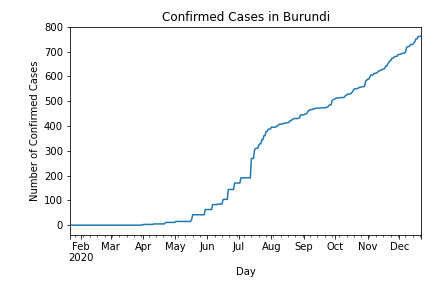 Confirmed Cases in Burundi
Number of Confirmed Cases
800
700
600
500
400
300
200
100
0
Feb Mar Apr May Jun Jul Aug Sep Oct Nov Dec
2020
Day